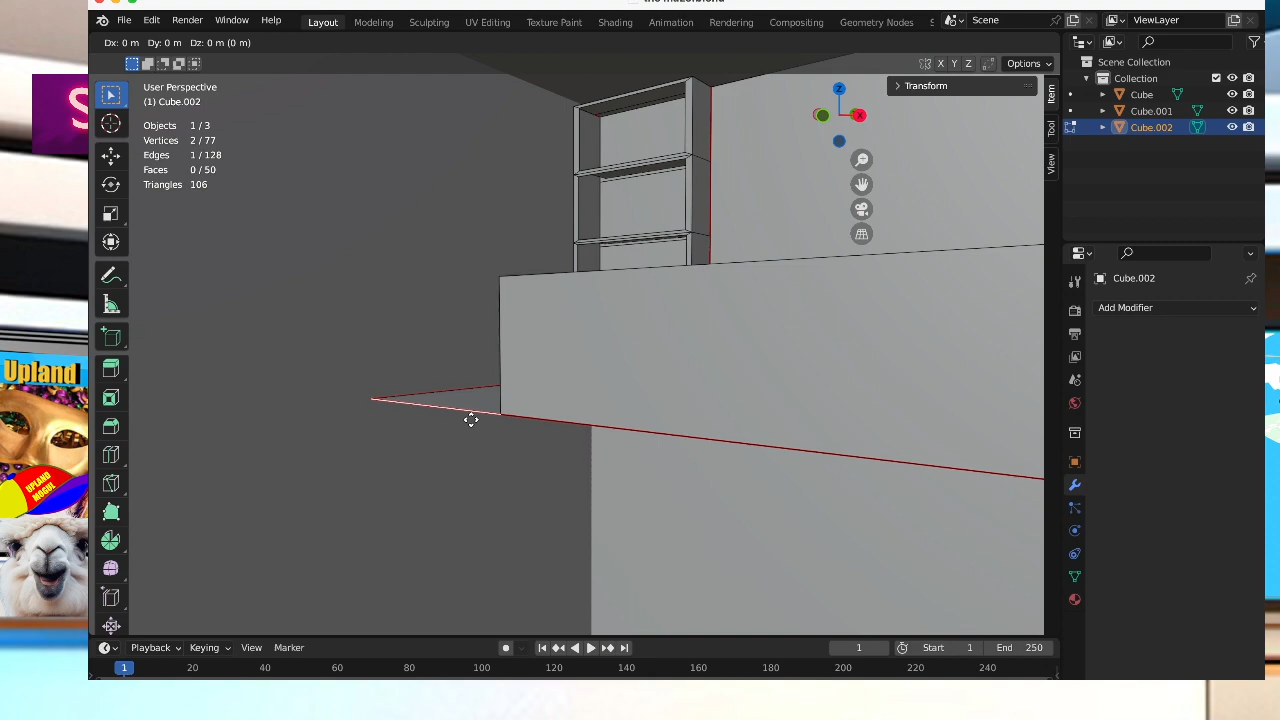 File Edit Render Window Help Layout Modeling Sculpting UV Editing Texture Paint Shading Animation Rendering Compositing Geometry Nodes Scene ViewLayer
Dx: 0 m Dy: 0 m Dz: 0 m (0 m)
X Y Z Options
Scene Collection
Collection
Cube
Cube.001
Cube.002
User Perspective
(1) Cube.002
Objects 1 / 3
Vertices 2 / 77
Edges 1 / 128
Faces 0 / 50
Triangles 106
Transform
Z
X
Item
Tool
View
Cube.002
Add Modifier
Upland
UPLAND
MOGUL
Playback Keying View Marker 1 Start 1 End 250
1 20 40 60 80 100 120 140 160 180 200 220 240